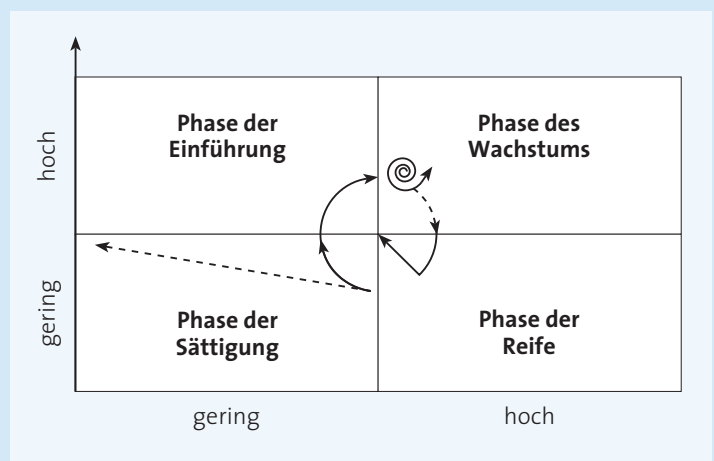 hoch
Phase der
Einführung
Phase des
Wachstums
gering
Phase der
Sättigung
Phase der
Reife
gering
hoch